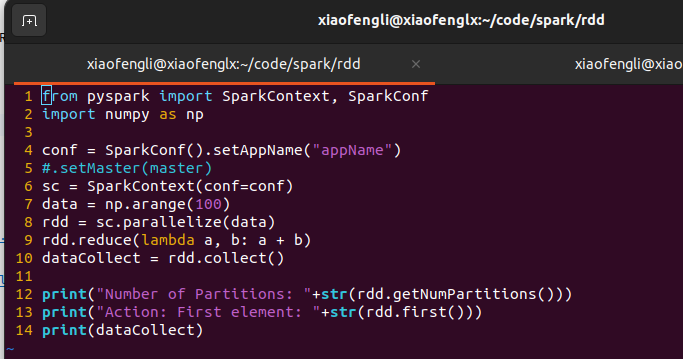 xiaofengli@xiaofenglx:~/code/spark/rdd
xiaofengli@xiaofenglx:~/code/spark/rdd × xiaofengli@xiao
1 from pyspark import SparkContext, SparkConf
2 import numpy as np
3
4 conf = SparkConf().setAppName("appName")
5 #.setMaster(master)
6 sc = SparkContext(conf=conf)
7 data = np.arange(100)
8 rdd = sc.parallelize(data)
9 rdd.reduce(lambda a, b: a + b)
10 dataCollect = rdd.collect()
11
12 print("Number of Partitions: "+str(rdd.getNumPartitions()))
13 print("Action: First element: "+str(rdd.first()))
14 print(dataCollect)
~